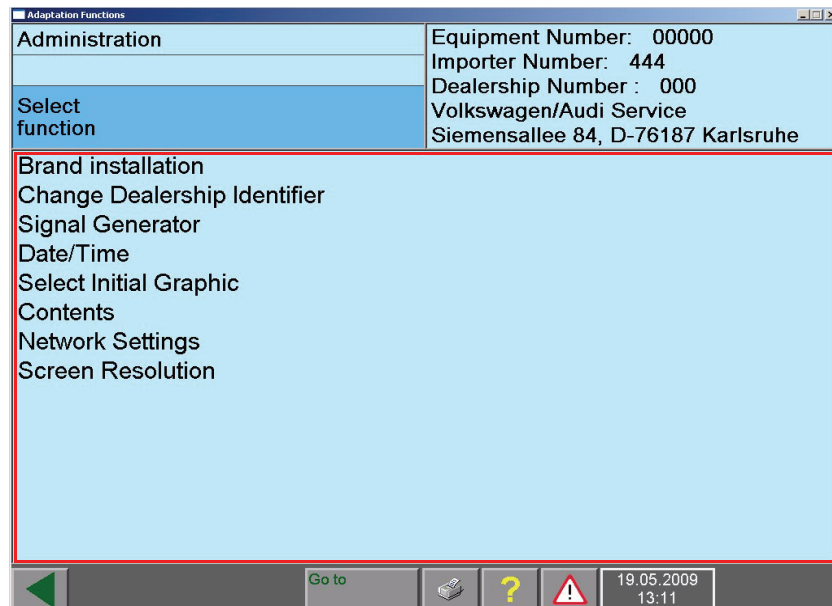 Adaptation Functions
Administration
Select
function
Equipment Number: 00000
Importer Number: 444
Dealership Number : 000
Volkswagen/Audi Service
Siemensallee 84, D-76187 Karlsruhe
Brand installation
Change Dealership Identifier
Signal Generator
Date/Time
Select Initial Graphic
Contents
Network Settings
Screen Resolution
Go to
?
19.05.2009
13:11